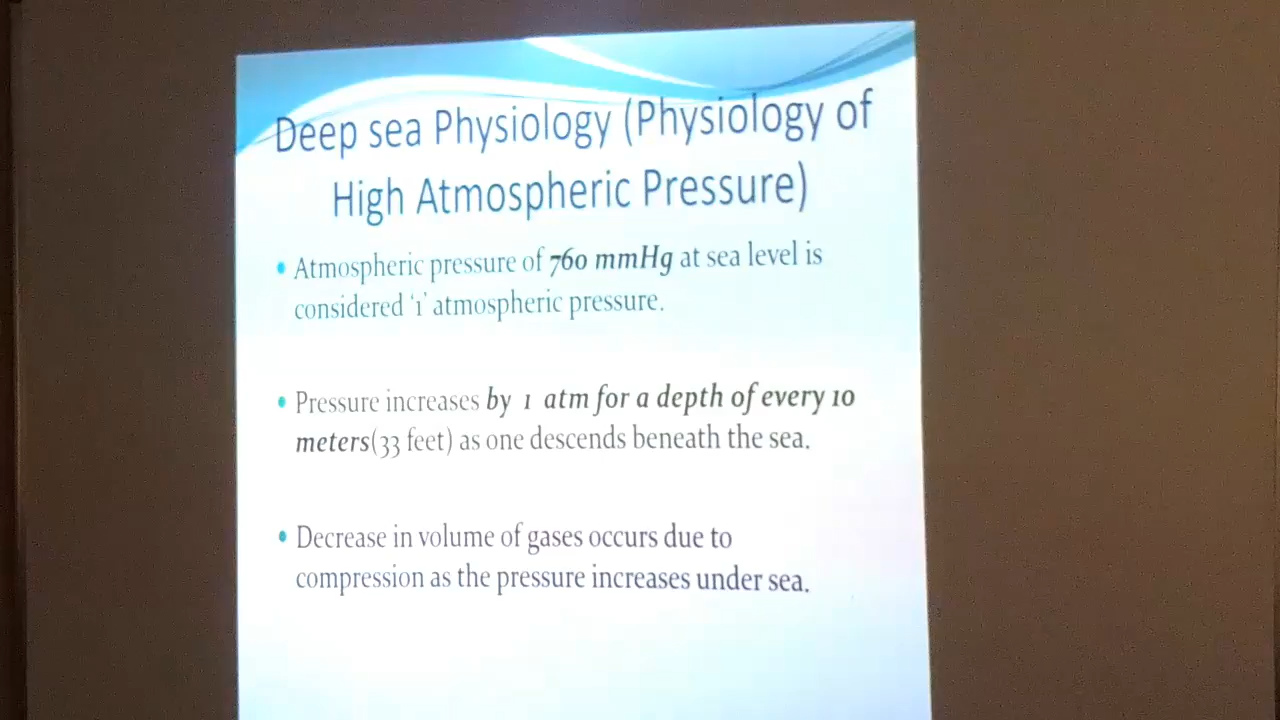 Deep sea Physiology (Physiology of
High Atmospheric Pressure)
• Atmospheric pressure of 760 mmHg at sea level is
considered ‘1’ atmospheric pressure.
• Pressure increases by 1 atm for a depth of every 10
meters(33 feet) as one descends beneath the sea.
• Decrease in volume of gases occurs due to
compression as the pressure increases under sea.